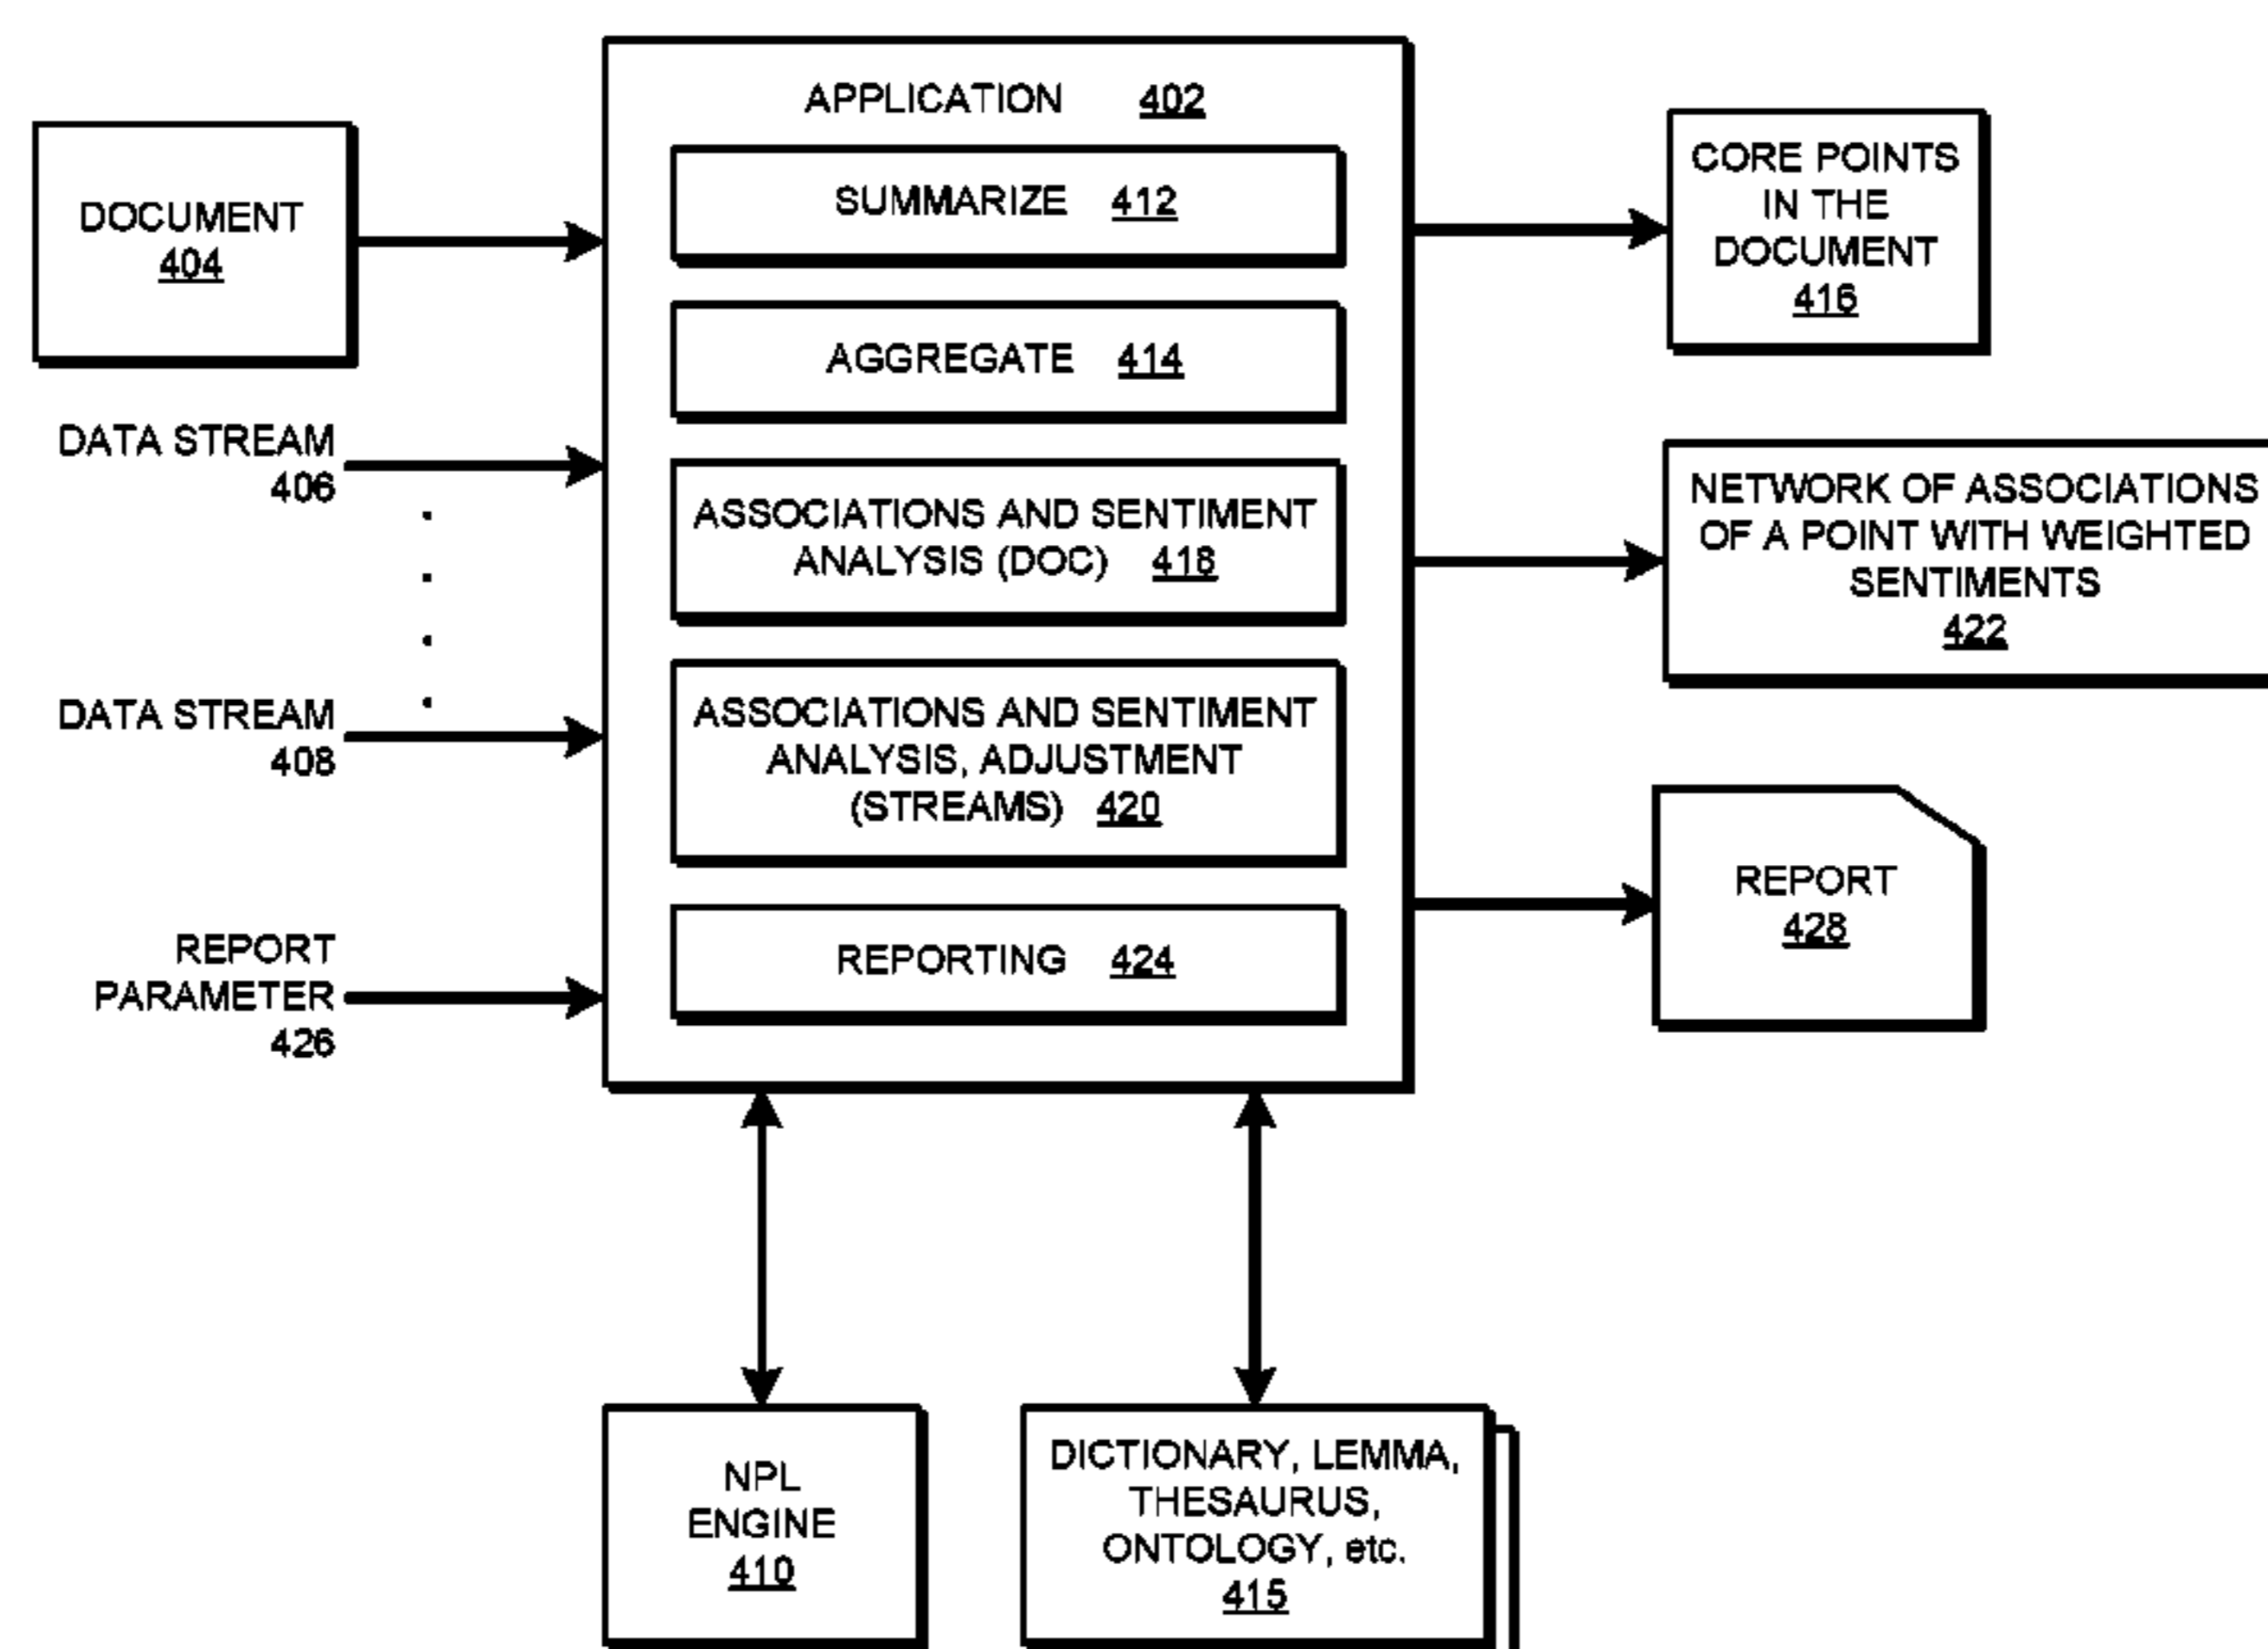 APPLICATION 402
DOCUMENT
404
DATA STREAM
406
DATA STREAM
408
REPORT
PARAMETER
426
SUMMARIZE 412
AGGREGATE 414
ASSOCIATIONS AND SENTIMENT
ANALYSIS (DOC) 418
ASSOCIATIONS AND SENTIMENT
ANALYSIS, ADJUSTMENT
(STREAMS) 420
REPORTING 424
CORE POINTS
IN THE
DOCUMENT
416
NETWORK OF ASSOCIATIONS
OF A POINT WITH WEIGHTED
SENTIMENTS
422
REPORT
428
NPL
ENGINE
410
DICTIONARY, LEMMA,
THESAURUS,
ONTOLOGY, etc.
415